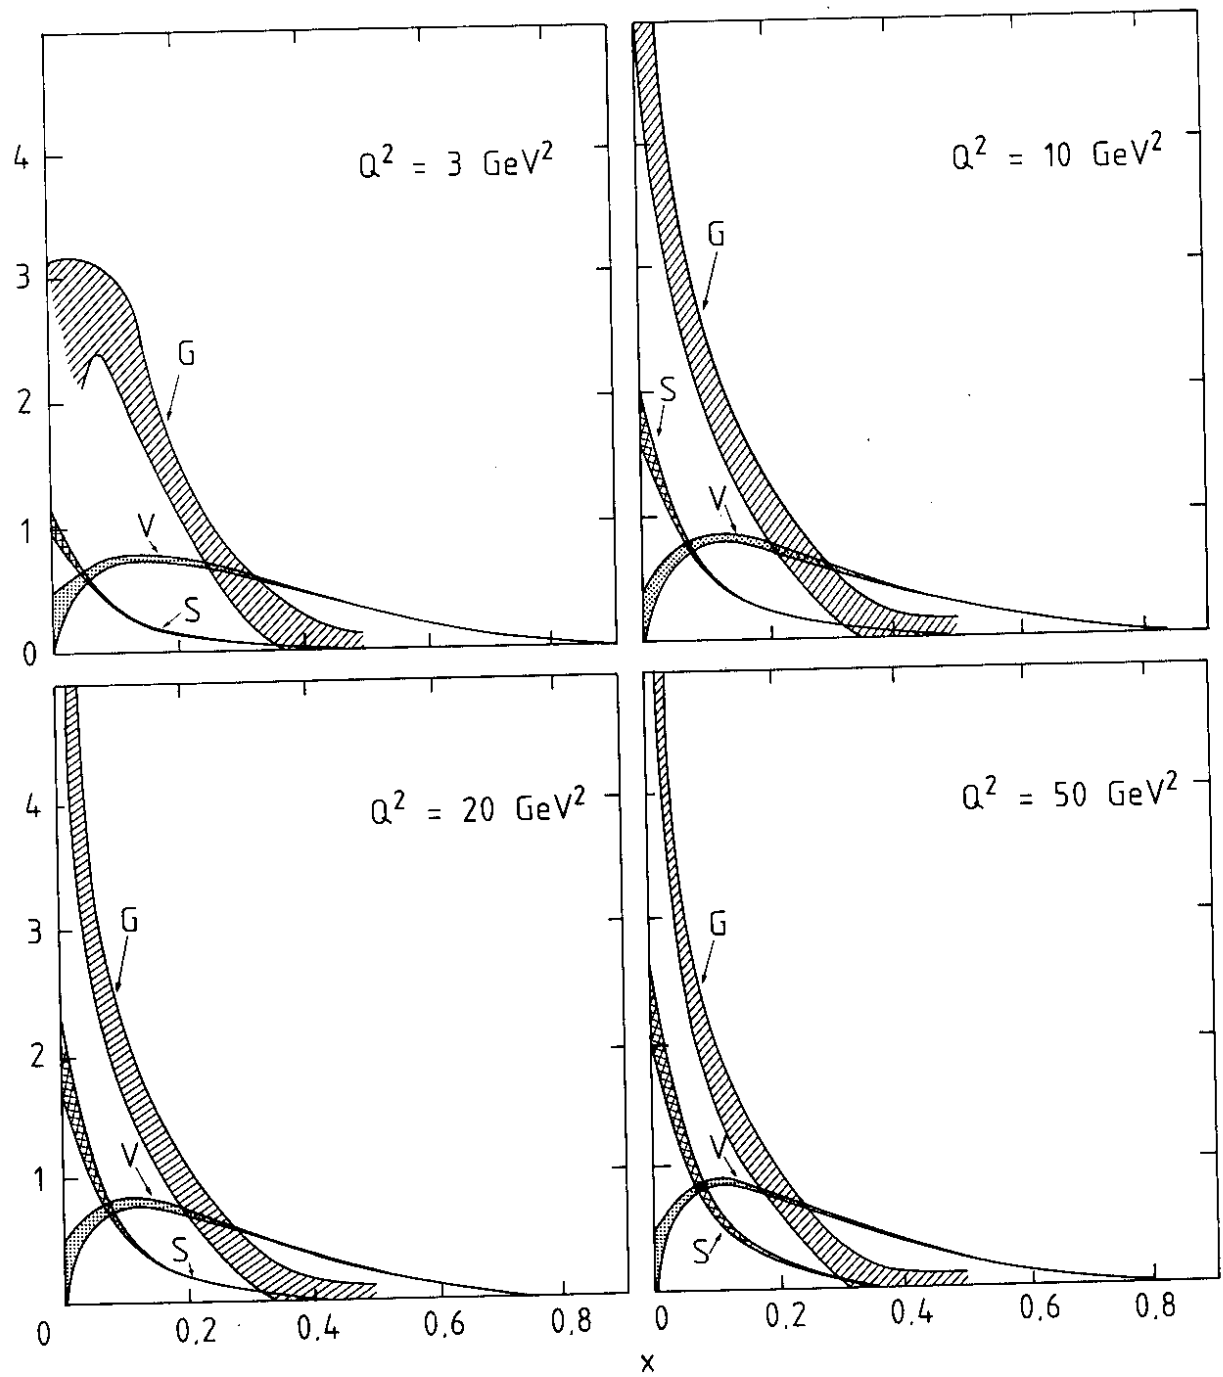 Q² = 3 GeV²
4
3
2
1
0
G
V
S
Q² = 10 GeV²
G
S
V
Q² = 20 GeV²
4
3
2
1
G
V
S
0 0.2 0.4 0.6 0.8
Q² = 50 GeV²
G
V
S
0 0.2 0.4 0.6 0.8
x